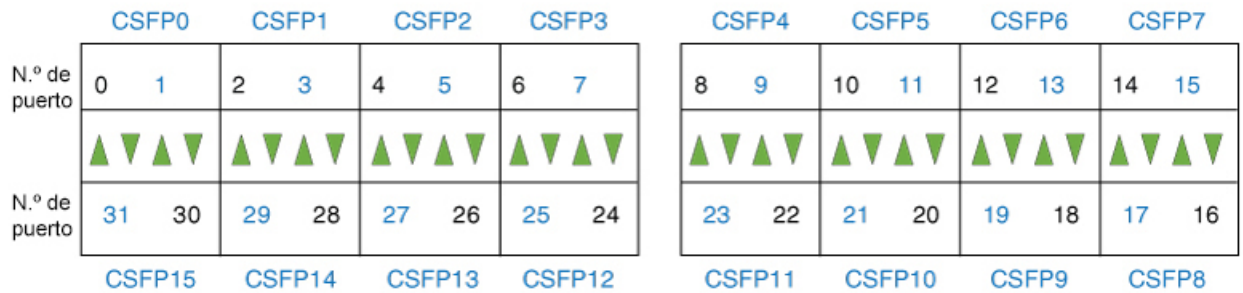 CSFP0 CSFP1 CSFP2 CSFP3 CSFP4 CSFP5 CSFP6 CSFP7
N.º de
puerto
0 1 2 3 4 5 6 7 8 9 10 11 12 13 14 15
N.º de
puerto
31 30 29 28 27 26 25 24 23 22 21 20 19 18 17 16
CSFP15 CSFP14 CSFP13 CSFP12 CSFP11 CSFP10 CSFP9 CSFP8